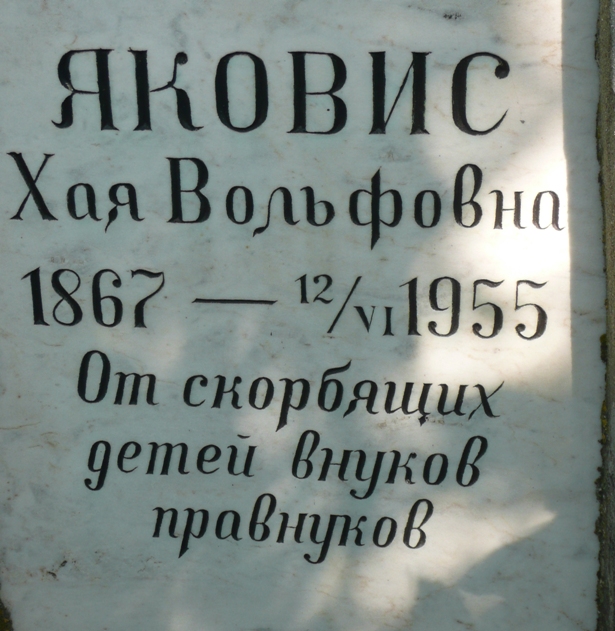 ЯКОВИС
Хая Вольфовна
1867 — 12/VI 1955
От скорбящих
детей внуков
правнуков